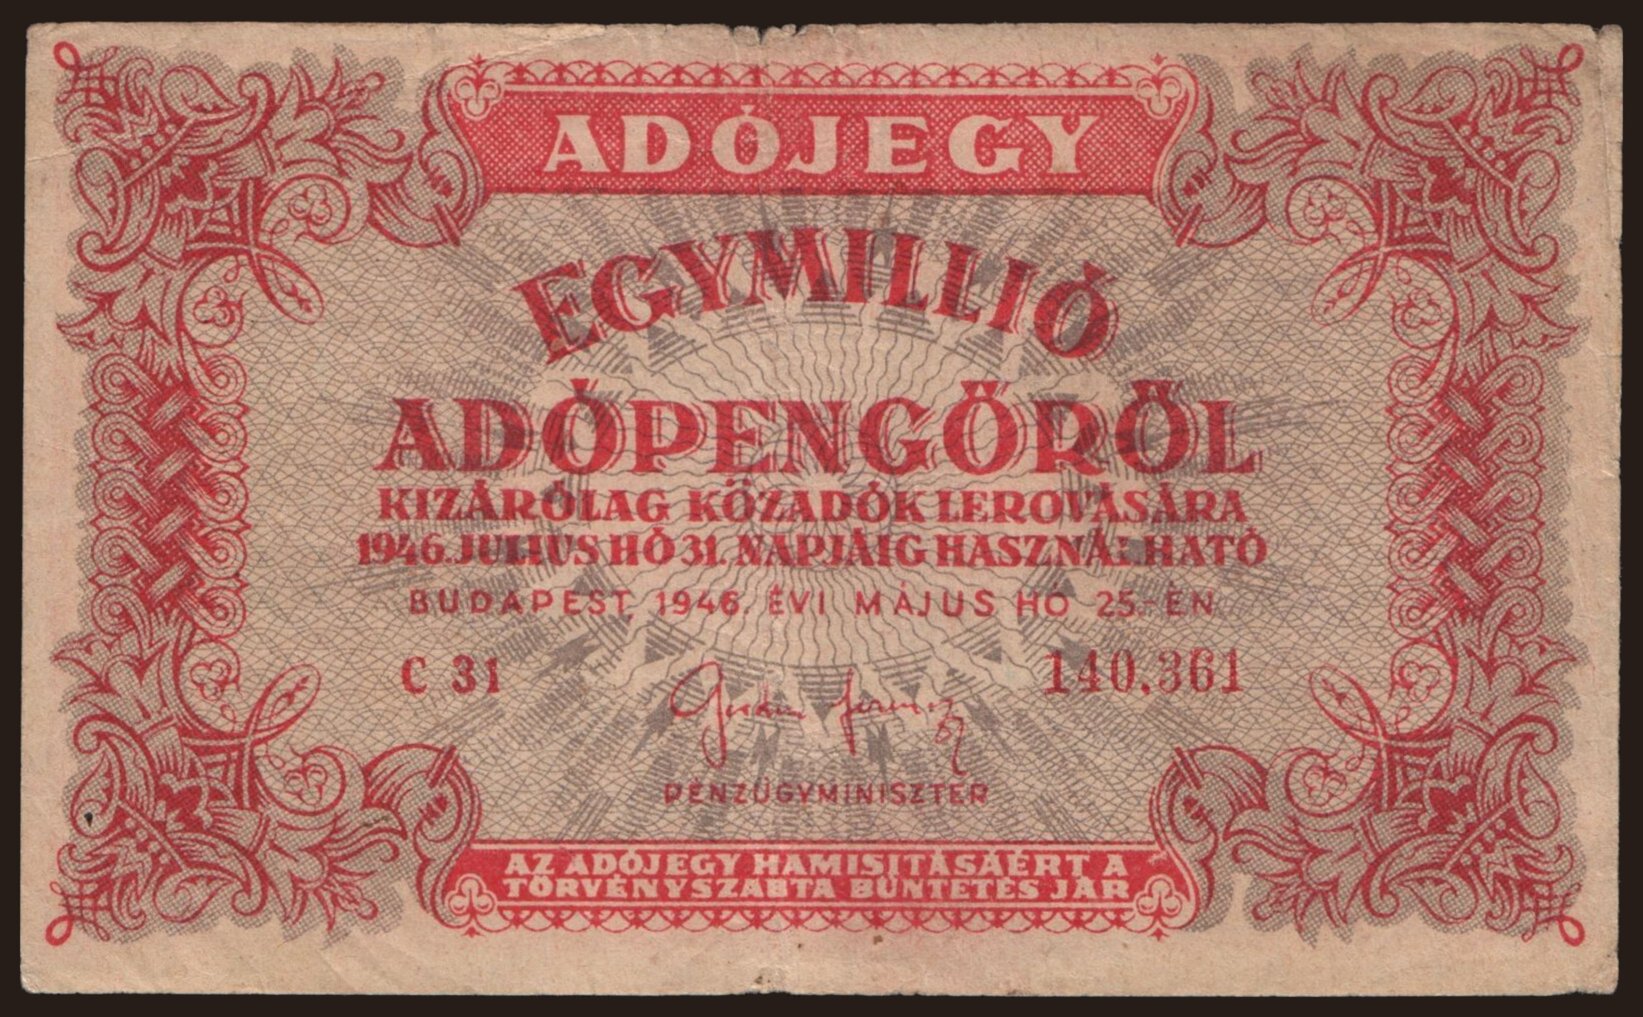 ADÓJEGY
EGYMILLIÓ
ADÓPENGŐRŐL
KIZÁRÓLAG KÖZADÓK LEROVÁSÁRA
1946. JULIUS HÓ 31. NAPJÁIG HASZNÁLHATÓ
BUDAPEST, 1946. ÉVI MÁJUS HÓ 25.-ÉN.
C 31 140.361
PÉNZÜGYMINISZTER
AZ ADÓJEGY HAMISITÁSÁÉRT A
TÖRVÉNYSZABTA BÜNTETÉS JÁR